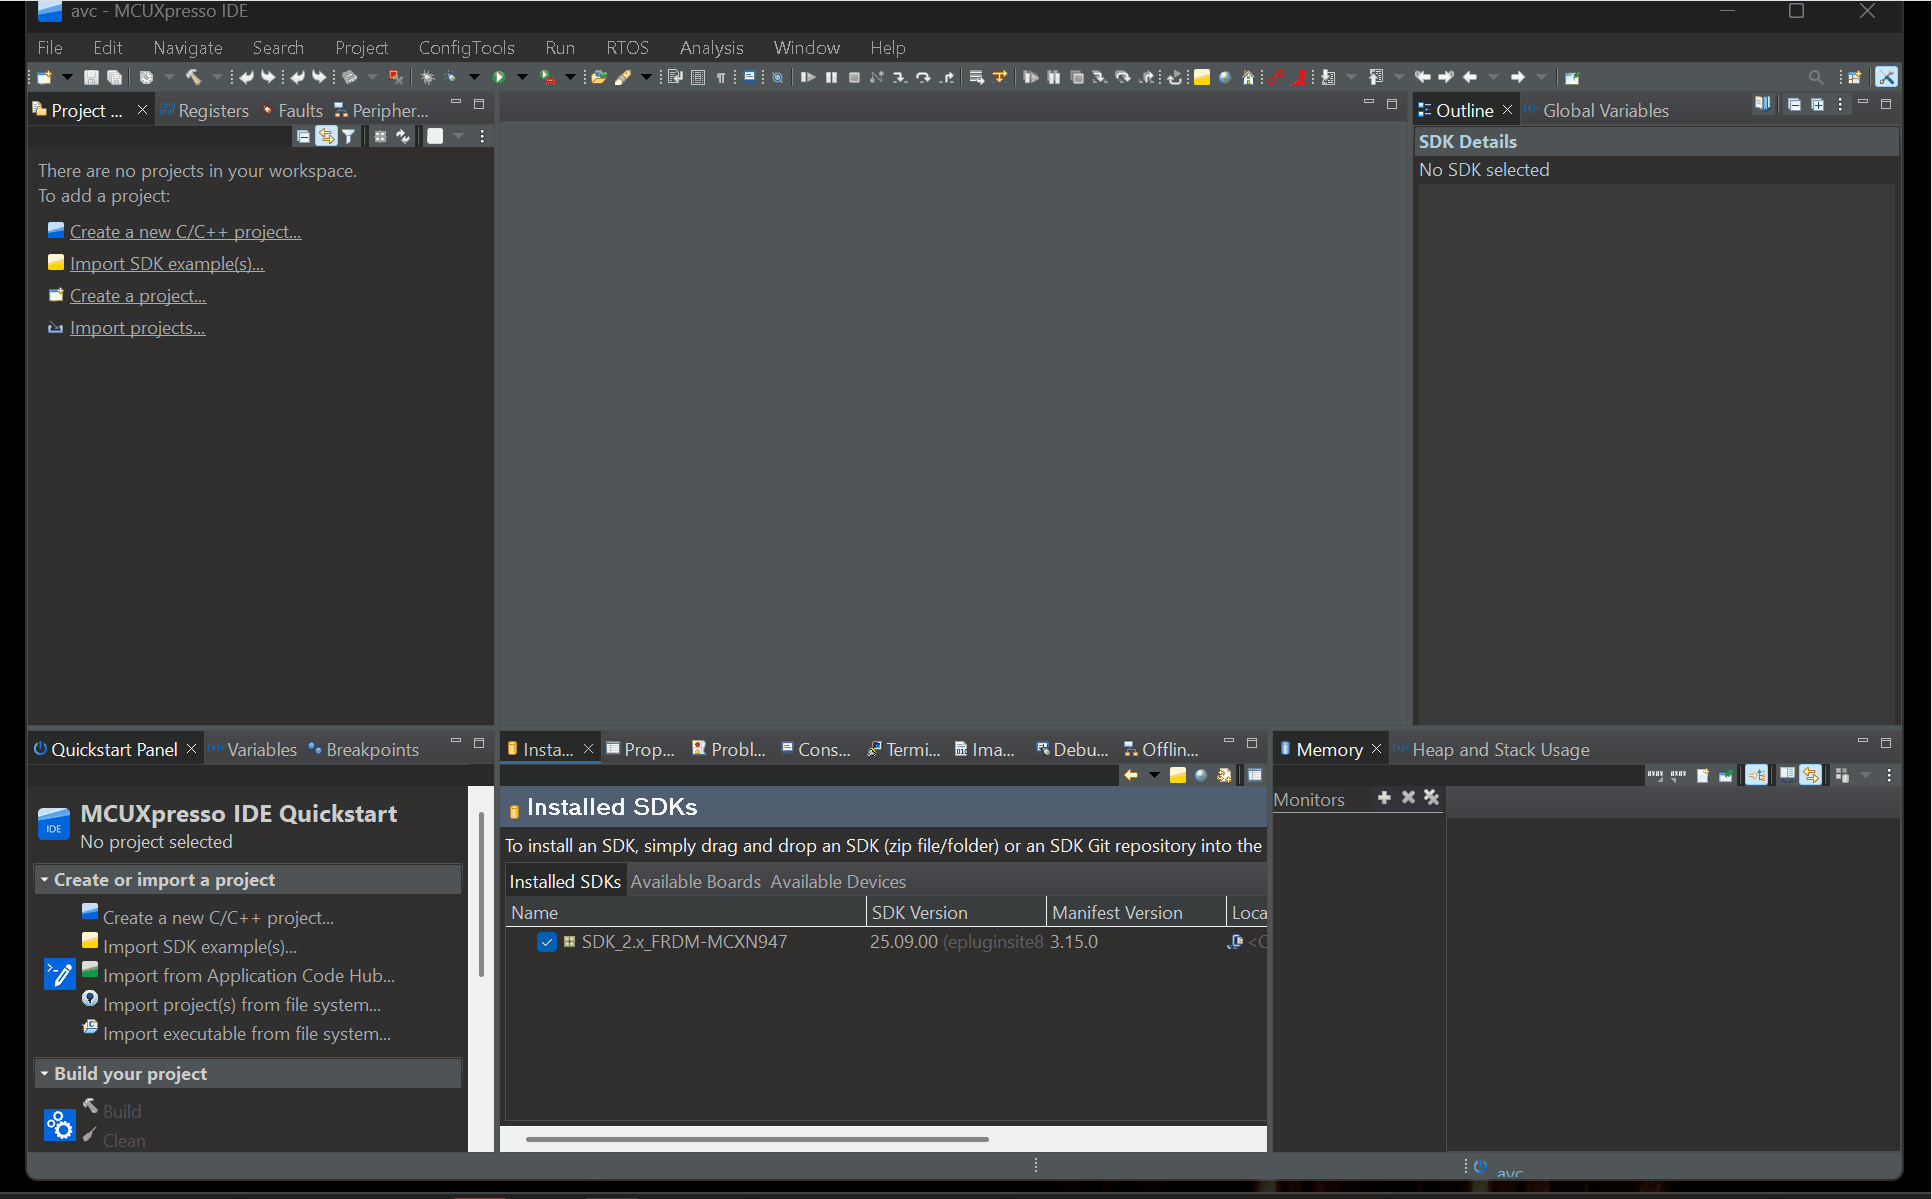 avc - MCUXpresso IDE
File Edit Navigate Search Project ConfigTools Run RTOS Analysis Window Help
Project ... Registers Faults Peripher...
There are no projects in your workspace.
To add a project:
Create a new C/C++ project...
Import SDK example(s)...
Create a project...
Import projects...
Outline Global Variables
SDK Details
No SDK selected
Quickstart Panel Variables Breakpoints
IDE
MCUXpresso IDE Quickstart
No project selected
Create or import a project
Create a new C/C++ project...
Import SDK example(s)...
Import from Application Code Hub...
Import project(s) from file system...
Import executable from file system...
Build your project
Build
Clean
Insta... Prop... Probl... Cons... Termi... Ima... Debu... Offlin...
Installed SDKs
To install an SDK, simply drag and drop an SDK (zip file/folder) or an SDK Git repository into the
Installed SDKs Available Boards Available Devices
Name SDK Version Manifest Version Loca
SDK_2.x_FRDM-MCXN947 25.09.00 (epluginsite8 3.15.0 <C
Memory Heap and Stack Usage
Monitors
avc